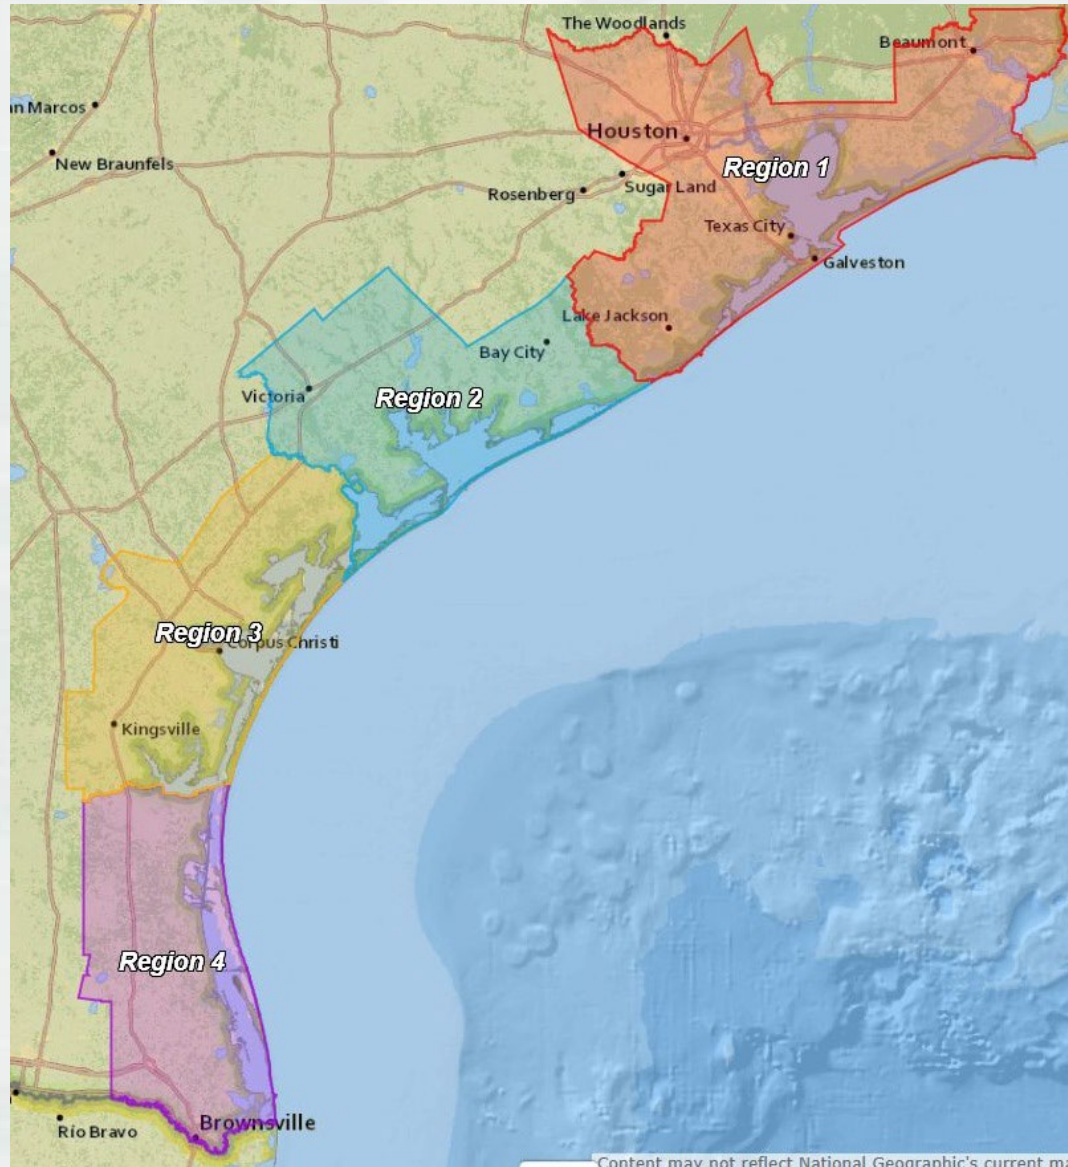 The Woodlands
Beaumont
an Marcos
Houston
New Braunfels
Region 1
Sugar Land
Rosenberg
Texas City
Galveston
Lake Jackson
Bay City
Victoria
Region 2
Region 3
Corpus Christi
Kingsville
Region 4
Brownsville
Río Bravo
Content may not reflect National Geographic's current ma